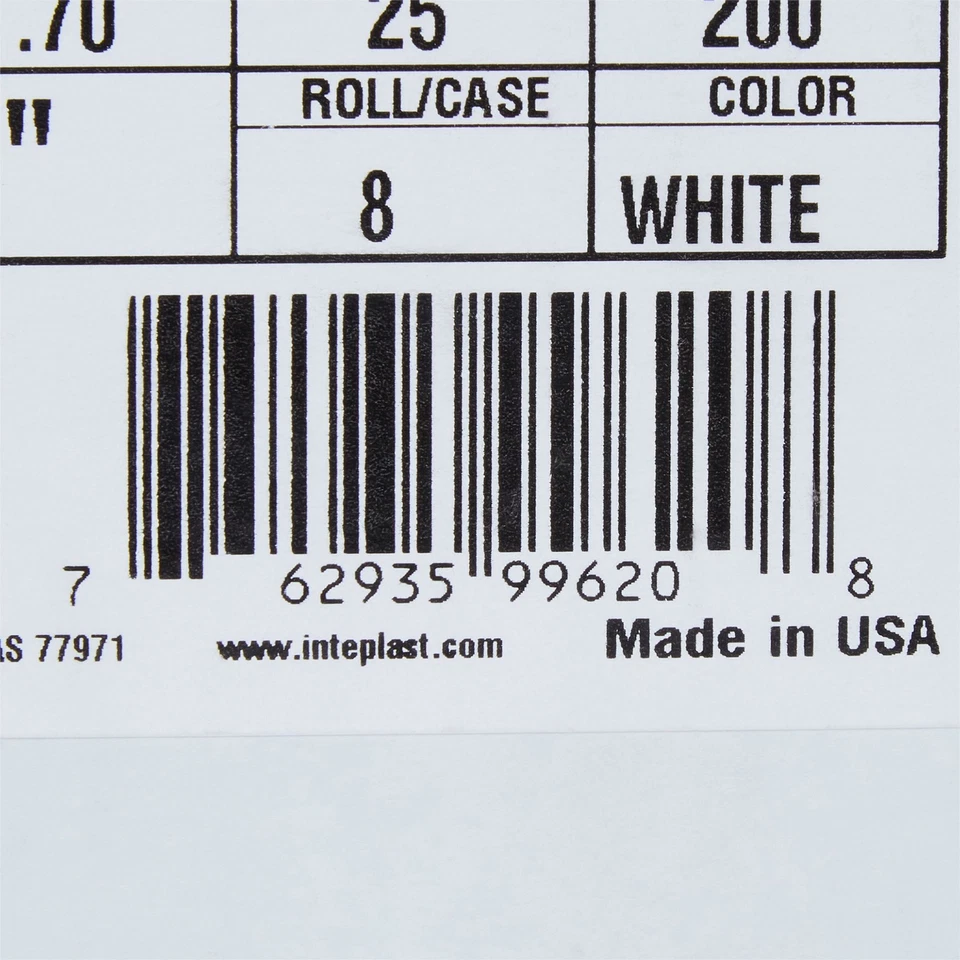 .70 25 200
" ROLL/CASE COLOR
8 WHITE
7 62935 99620 8
AS 77971 www.inteplast.com Made in USA